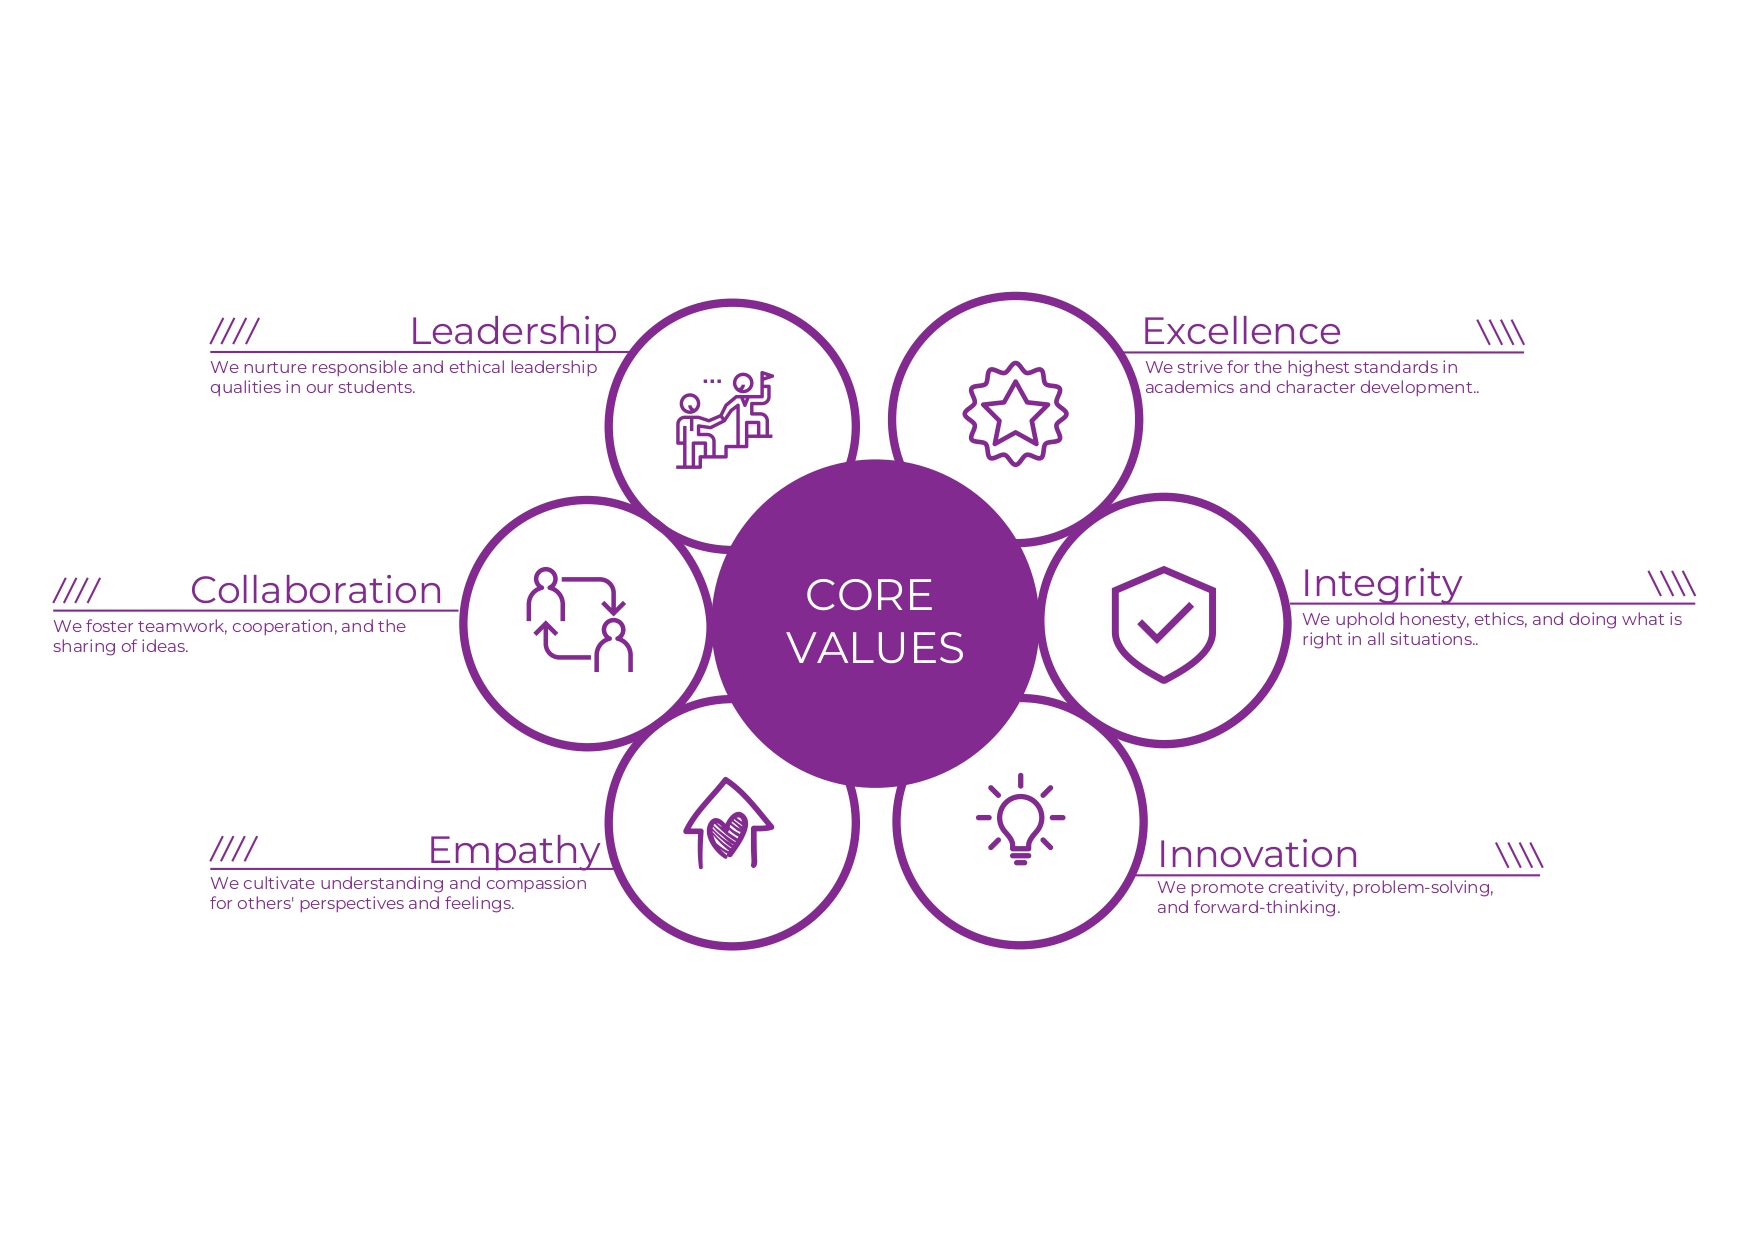 Leadership
We nurture responsible and ethical leadership
qualities in our students.
Excellence
We strive for the highest standards in
academics and character development..
Collaboration
We foster teamwork, cooperation, and the
sharing of ideas.
CORE
VALUES
Integrity
We uphold honesty, ethics, and doing what is
right in all situations..
Empathy
We cultivate understanding and compassion
for others' perspectives and feelings.
Innovation
We promote creativity, problem-solving,
and forward-thinking.